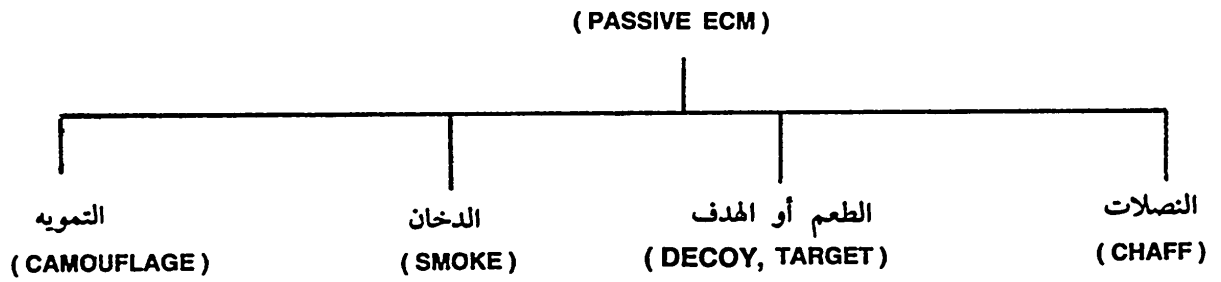 (PASSIVE ECM)
النصلات
(CHAFF)
الطعم أو الهدف
(DECOY, TARGET)
الدخان
(SMOKE)
التمويه
(CAMOUFLAGE)